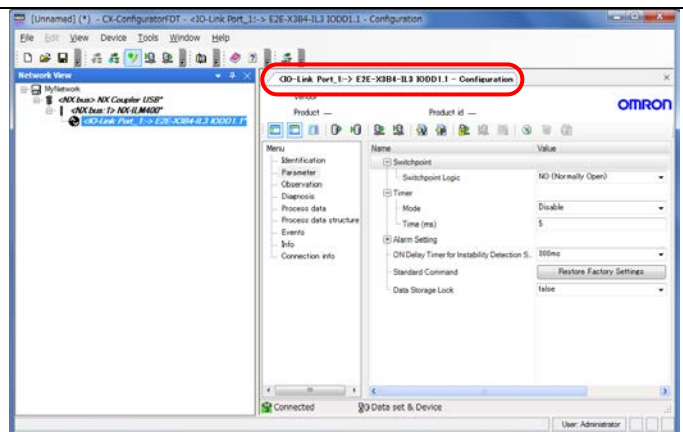 [Unnamed] (*) - CX-ConfiguratorFDT - <IO-Link Port_1:-> E2E-X3B4-IL3 IODD1.1 - Configuration
File Edit View Device Tools Window Help
Network View
MyNetwork
<NX bus> NX Coupler USB*
<NX bus: 1> NX-ILM400*
<IO-Link Port_1:-> E2E-X3B4-IL3 IODD1.1*
<IO-Link Port_1:-> E2E-X3B4-IL3 IODD1.1 - Configuration
Vendor
Product —
Product id —
OMRON
Menu
Identification
Parameter
Observation
Diagnosis
Process data
Process data structure
Events
Info
Connection info
Name Value
Switchpoint
Switchpoint Logic NO (Normally Open)
Timer
Mode Disable
Time (ms) 5
Alarm Setting
ON Delay Timer for Instability Detection S.. 300ms
Standard Command Restore Factory Settings
Data Storage Lock false
Connected Data set & Device
User: Administrator